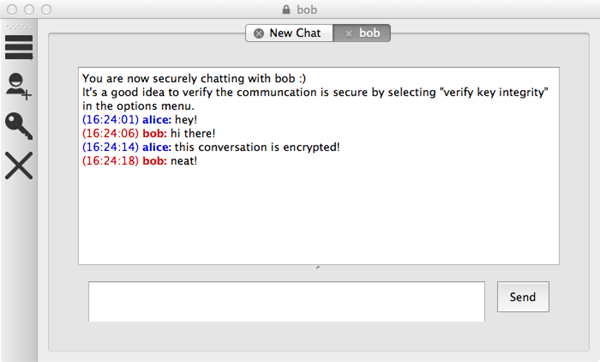 bob
New Chat
bob
You are now securely chatting with bob :)
It's a good idea to verify the communcation is secure by selecting "verify key integrity"
in the options menu.
(16:24:01) alice: hey!
(16:24:06) bob: hi there!
(16:24:14) alice: this conversation is encrypted!
(16:24:18) bob: neat!
Send